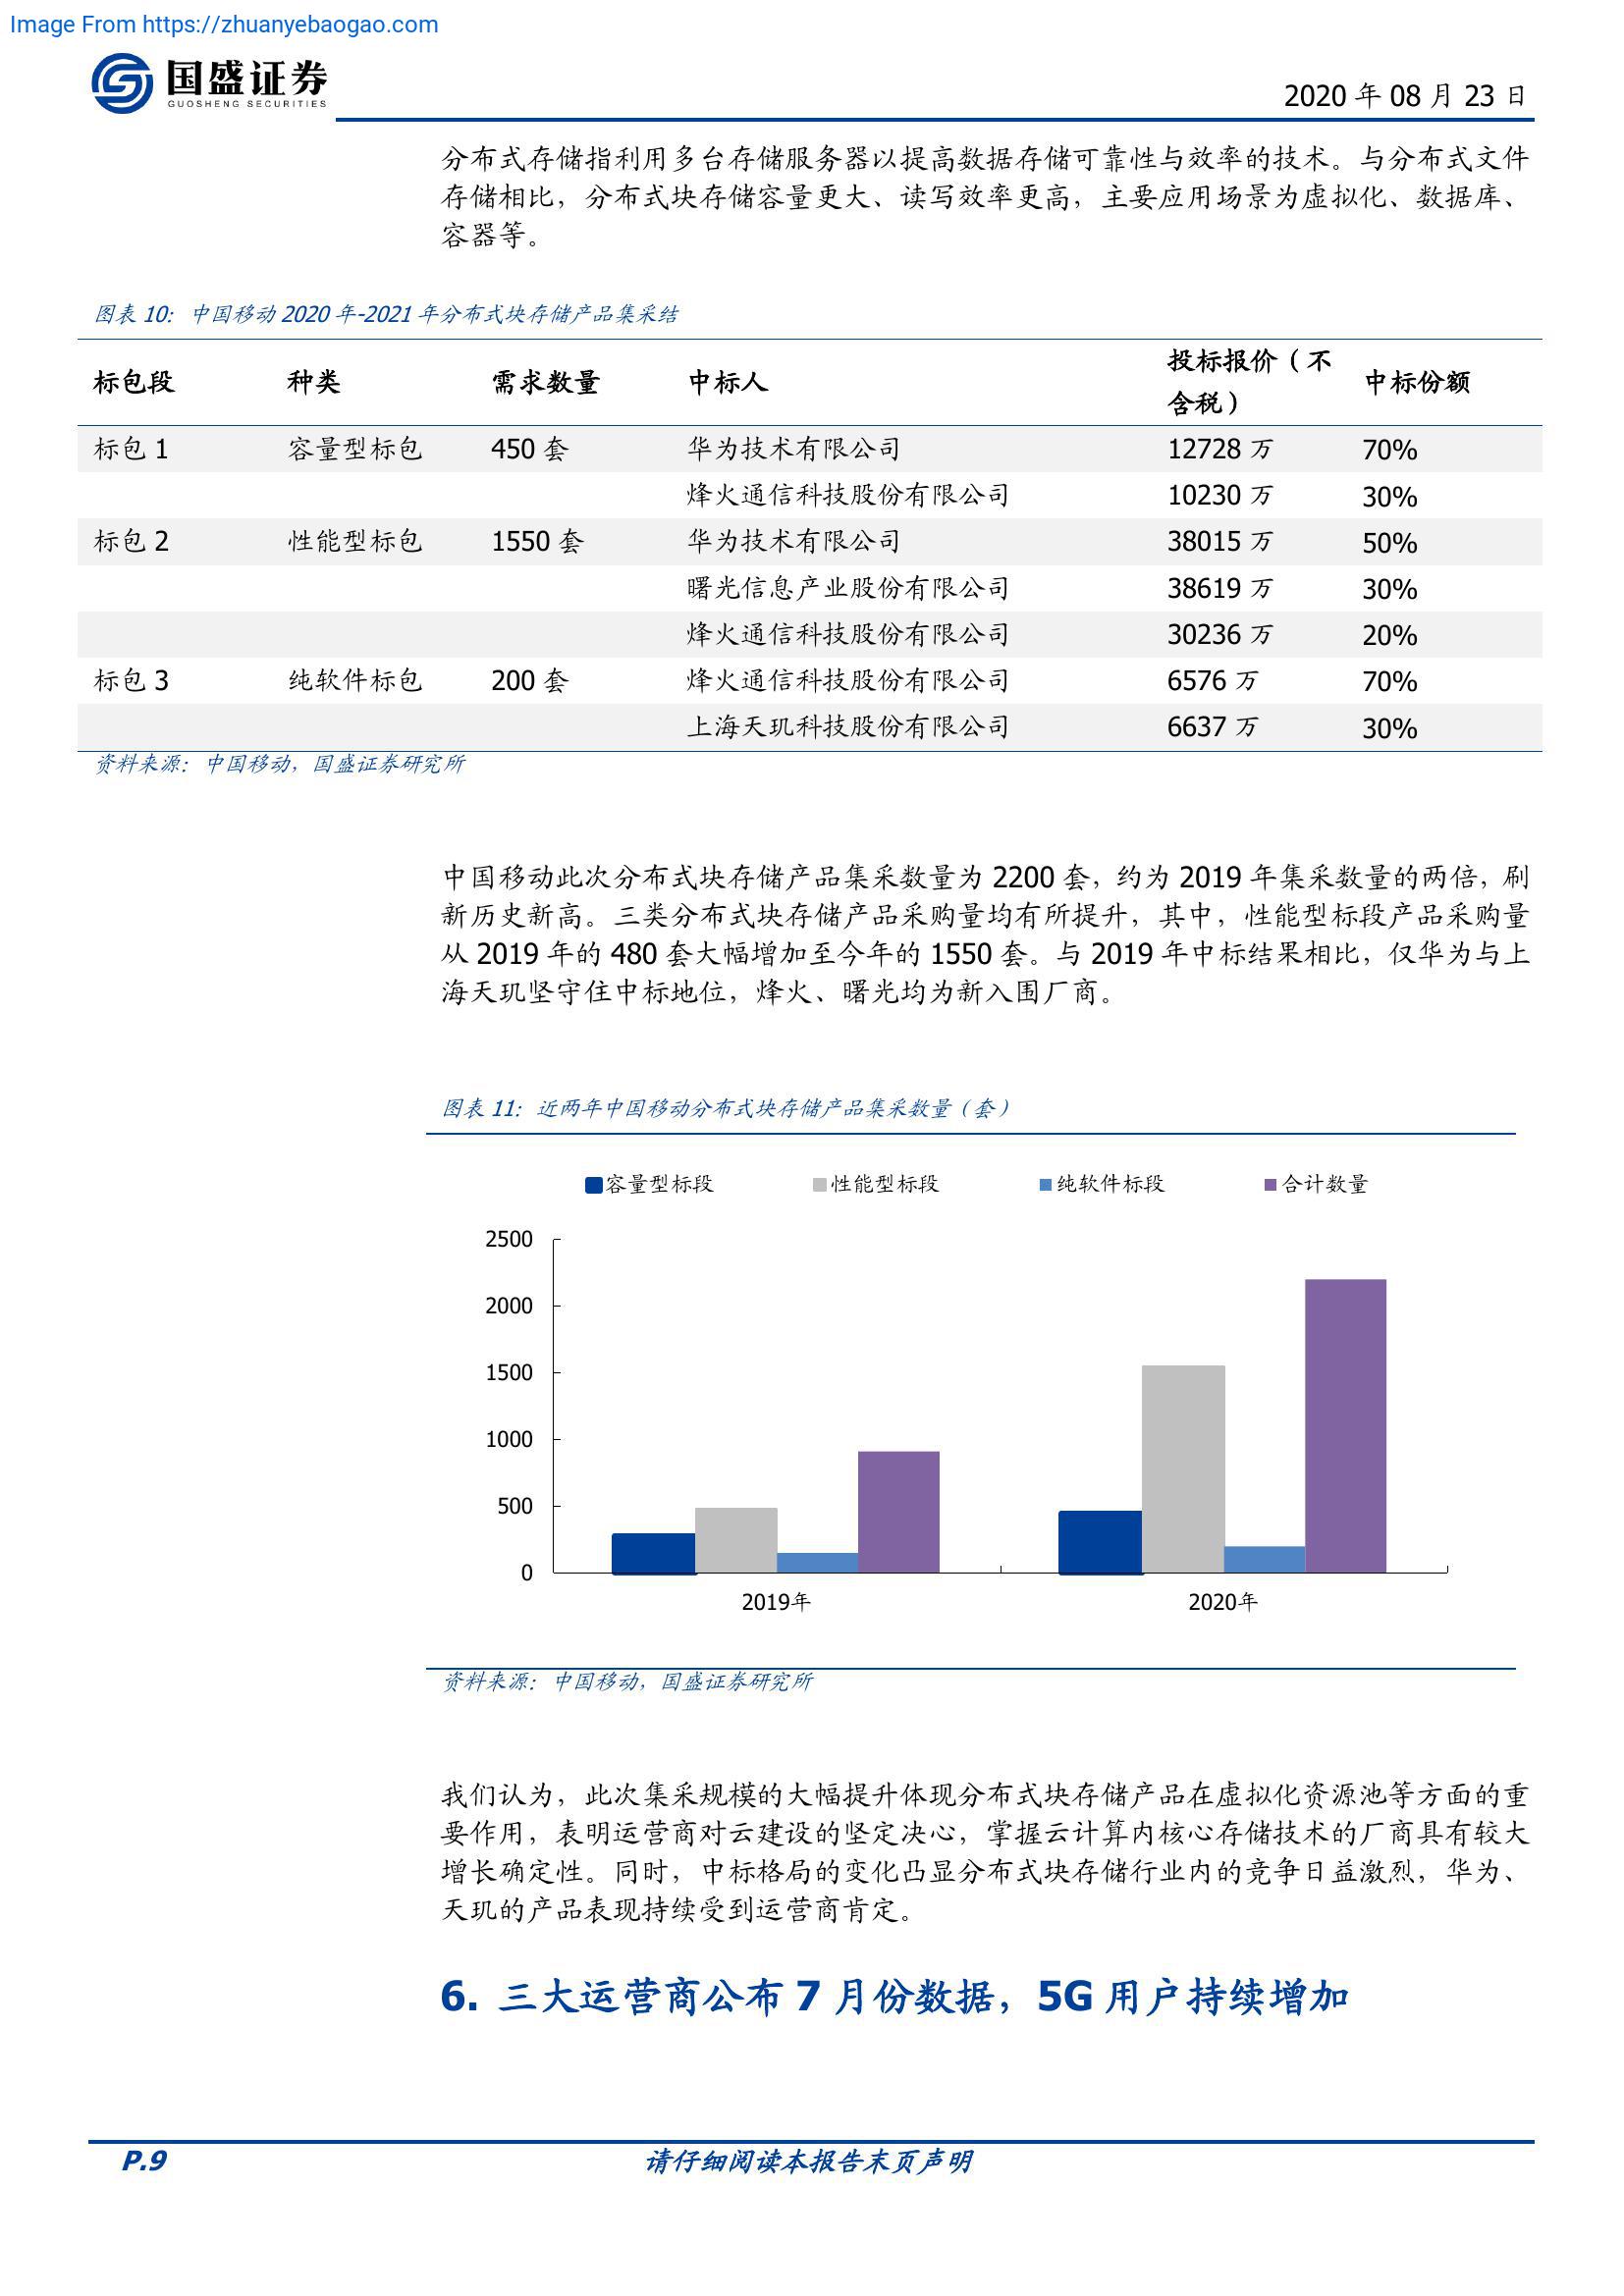 Image From https://zhuanyebaogao.com
国盛证券
GUOSHENG SECURITIES
2020 年 08 月 23 日
分布式存储指利用多台存储服务器以提高数据存储可靠性与效率的技术。与分布式文件
存储相比，分布式块存储容量更大、读写效率更高，主要应用场景为虚拟化、数据库、
容器等。
图表 10: 中国移动 2020 年-2021 年分布式块存储产品集采结
标包段 种类 需求数量 中标人 投标报价（不含税） 中标份额
标包 1 容量型标包 450 套 华为技术有限公司 12728 万 70%
烽火通信科技股份有限公司 10230 万 30%
标包 2 性能型标包 1550 套 华为技术有限公司 38015 万 50%
曙光信息产业股份有限公司 38619 万 30%
烽火通信科技股份有限公司 30236 万 20%
标包 3 纯软件标包 200 套 烽火通信科技股份有限公司 6576 万 70%
上海天玑科技股份有限公司 6637 万 30%
资料来源：中国移动，国盛证券研究所
中国移动此次分布式块存储产品集采数量为 2200 套，约为 2019 年集采数量的两倍，刷
新历史新高。三类分布式块存储产品采购量均有所提升，其中，性能型标段产品采购量
从 2019 年的 480 套大幅增加至今年的 1550 套。与 2019 年中标结果相比，仅华为与上
海天玑坚守住中标地位，烽火、曙光均为新入围厂商。
图表 11: 近两年中国移动分布式块存储产品集采数量（套）
容量型标段 性能型标段 纯软件标段 合计数量
2500
2000
1500
1000
500
0
2019年 2020年
资料来源：中国移动，国盛证券研究所
我们认为，此次集采规模的大幅提升体现分布式块存储产品在虚拟化资源池等方面的重
要作用，表明运营商对云建设的坚定决心，掌握云计算内核心存储技术的厂商具有较大
增长确定性。同时，中标格局的变化凸显分布式块存储行业内的竞争日益激烈，华为、
天玑的产品表现持续受到运营商肯定。
6. 三大运营商公布 7 月份数据，5G 用户持续增加
P.9 请仔细阅读本报告末页声明